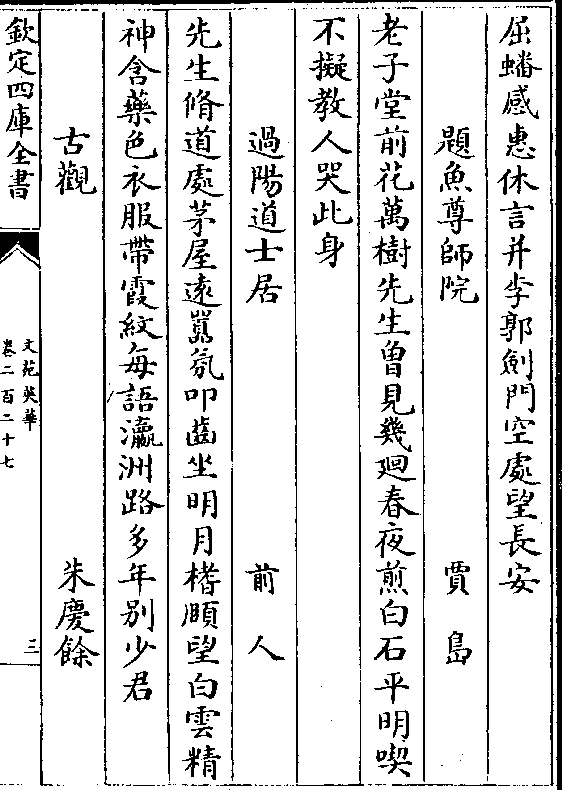 屈蟠感惠休言并李郭劍門空處望長安
題魚尊師院 賈島
老子堂前花萬樹先生曽見幾廻春夜煎白石平明喫
不擬教人哭此身
過陽道士居 前人
先生脩道處茅屋遠囂氛叩齒坐明月榰頤望白雲精
神含藥色衣服帶霞紋每語瀛洲路多年别少君
古觀 朱慶餘
欽定四庫全書
文苑英華
卷二百二十七
三